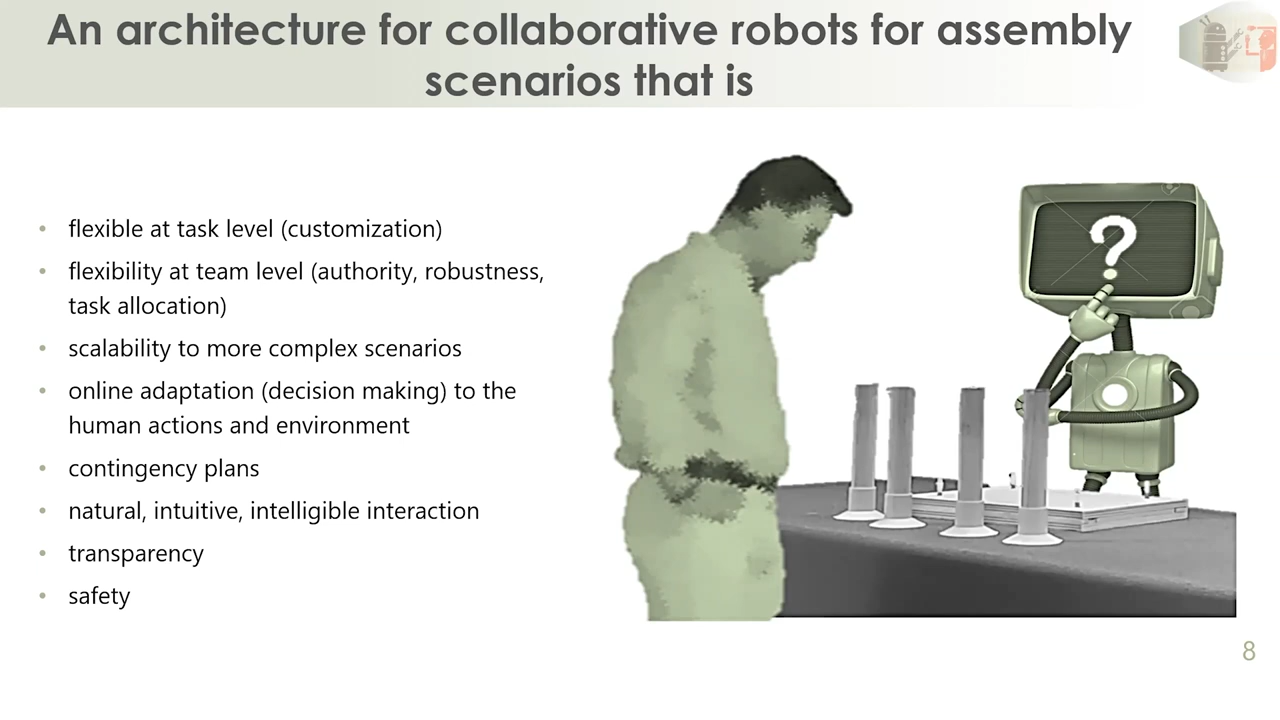 An architecture for collaborative robots for assembly
scenarios that is
• flexible at task level (customization)
• flexibility at team level (authority, robustness,
task allocation)
• scalability to more complex scenarios
• online adaptation (decision making) to the
human actions and environment
• contingency plans
• natural, intuitive, intelligible interaction
• transparency
• safety
?
8